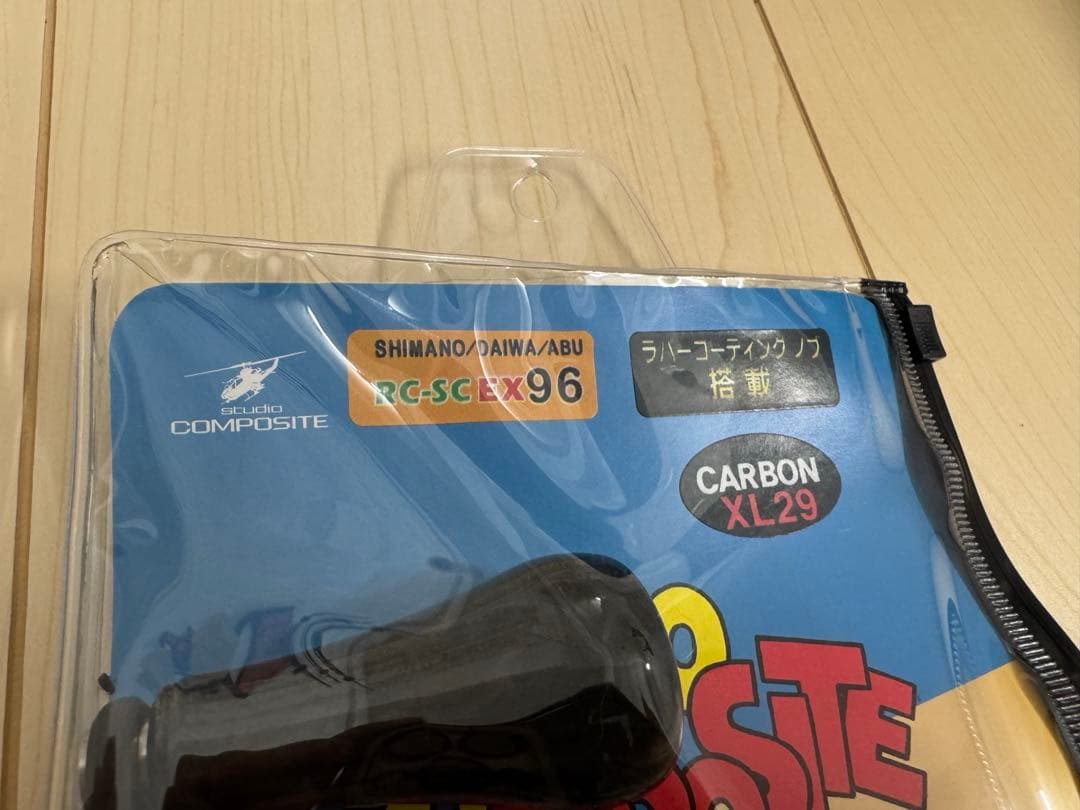 studio
COMPOSITE
SHIMANO/DAIWA/ABU
RC-SC EX96
ラバーコーティングノブ
搭載
CARBON
XL29
OSITE